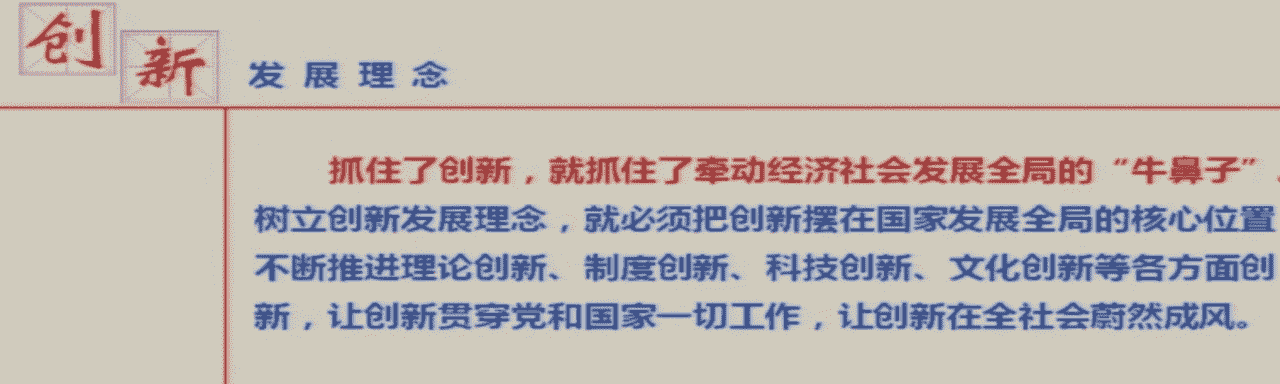 创新 发展理念
抓住了创新，就抓住了牵动经济社会发展全局的“牛鼻子”。
树立创新发展理念，就必须把创新摆在国家发展全局的核心位置
不断推进理论创新、制度创新、科技创新、文化创新等各方面创
新，让创新贯穿党和国家一切工作，让创新在全社会蔚然成风。